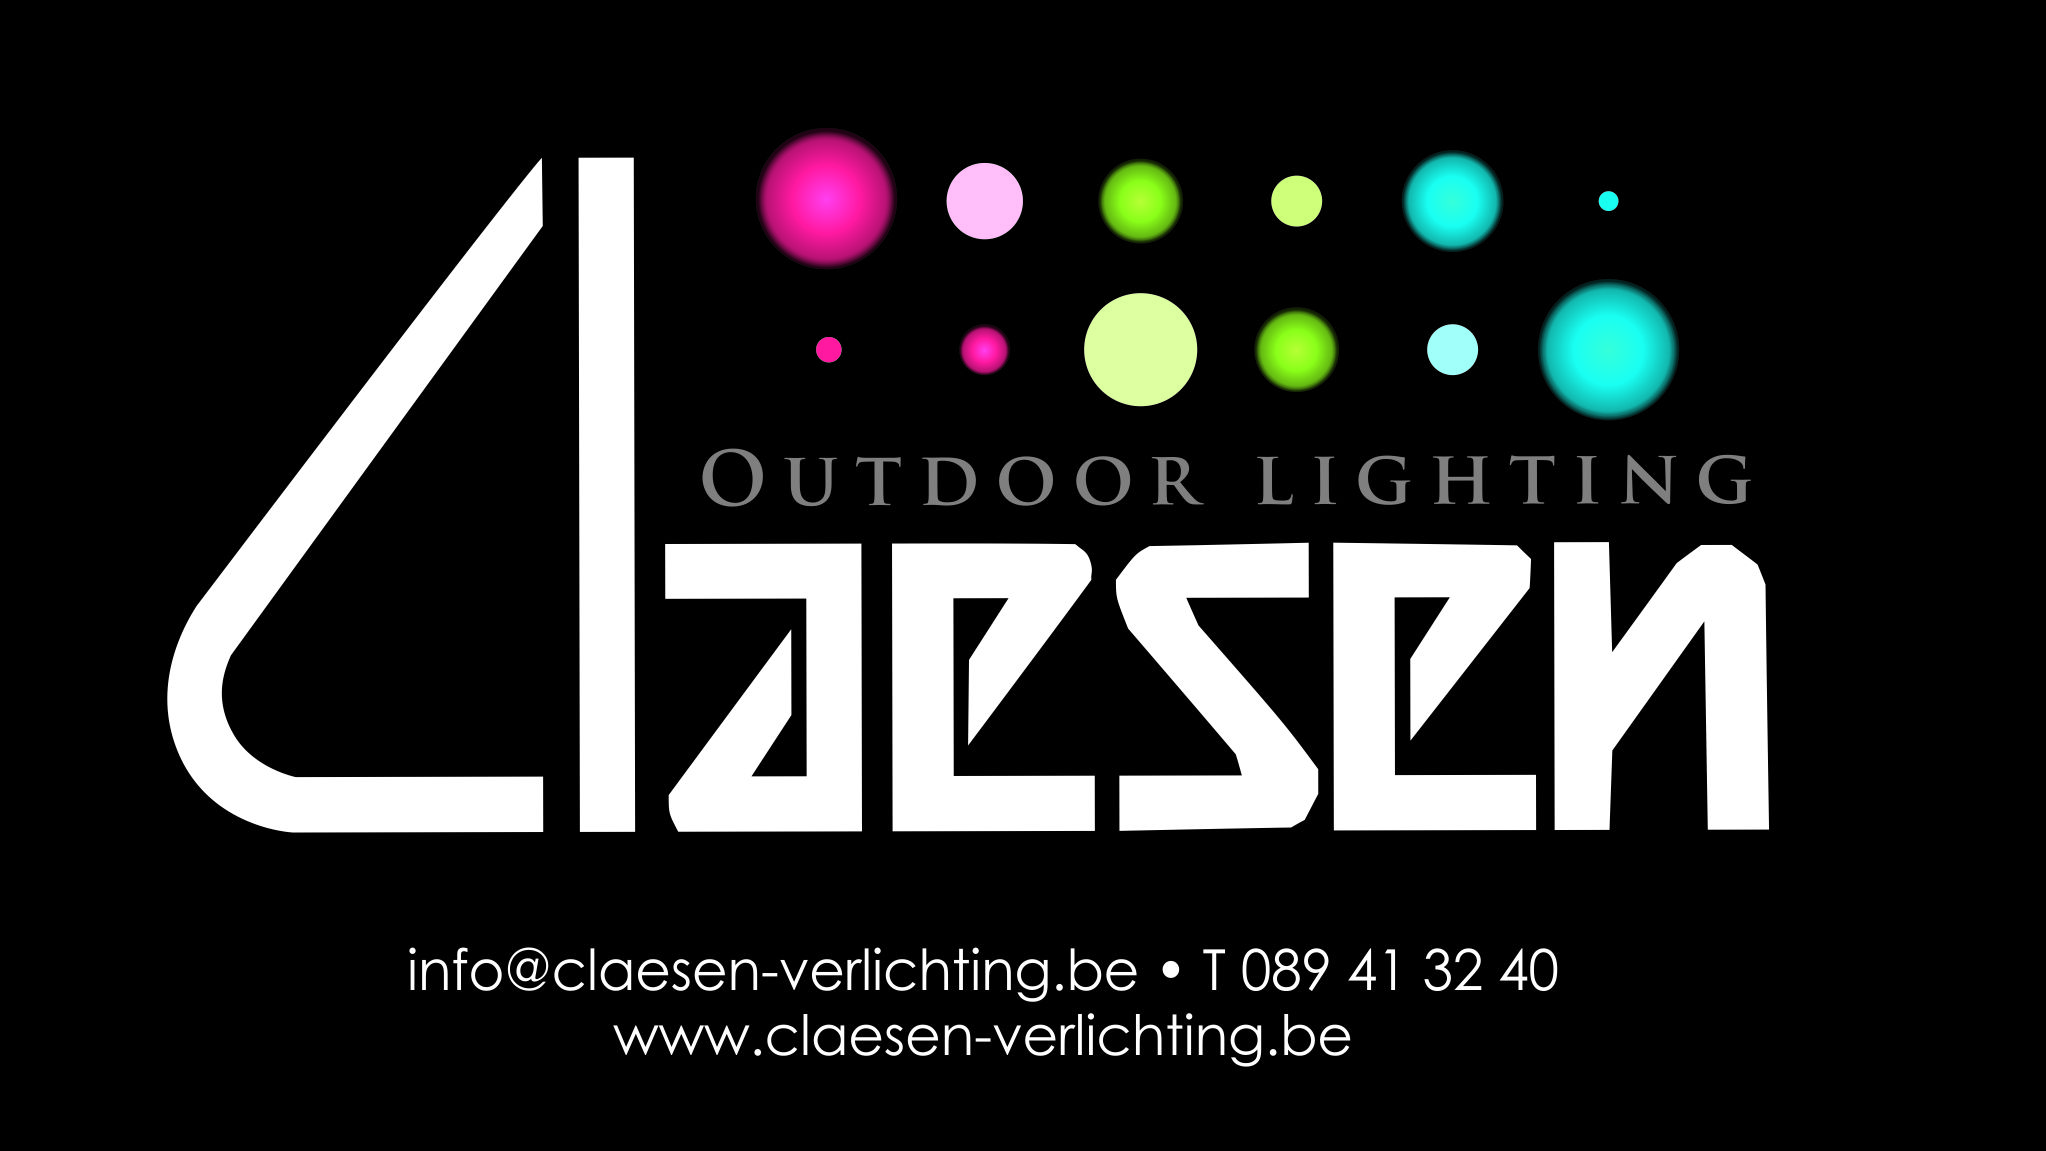 Outdoor lighting
Claesen
info@claesen-verlichting.be • T 089 41 32 40
www.claesen-verlichting.be